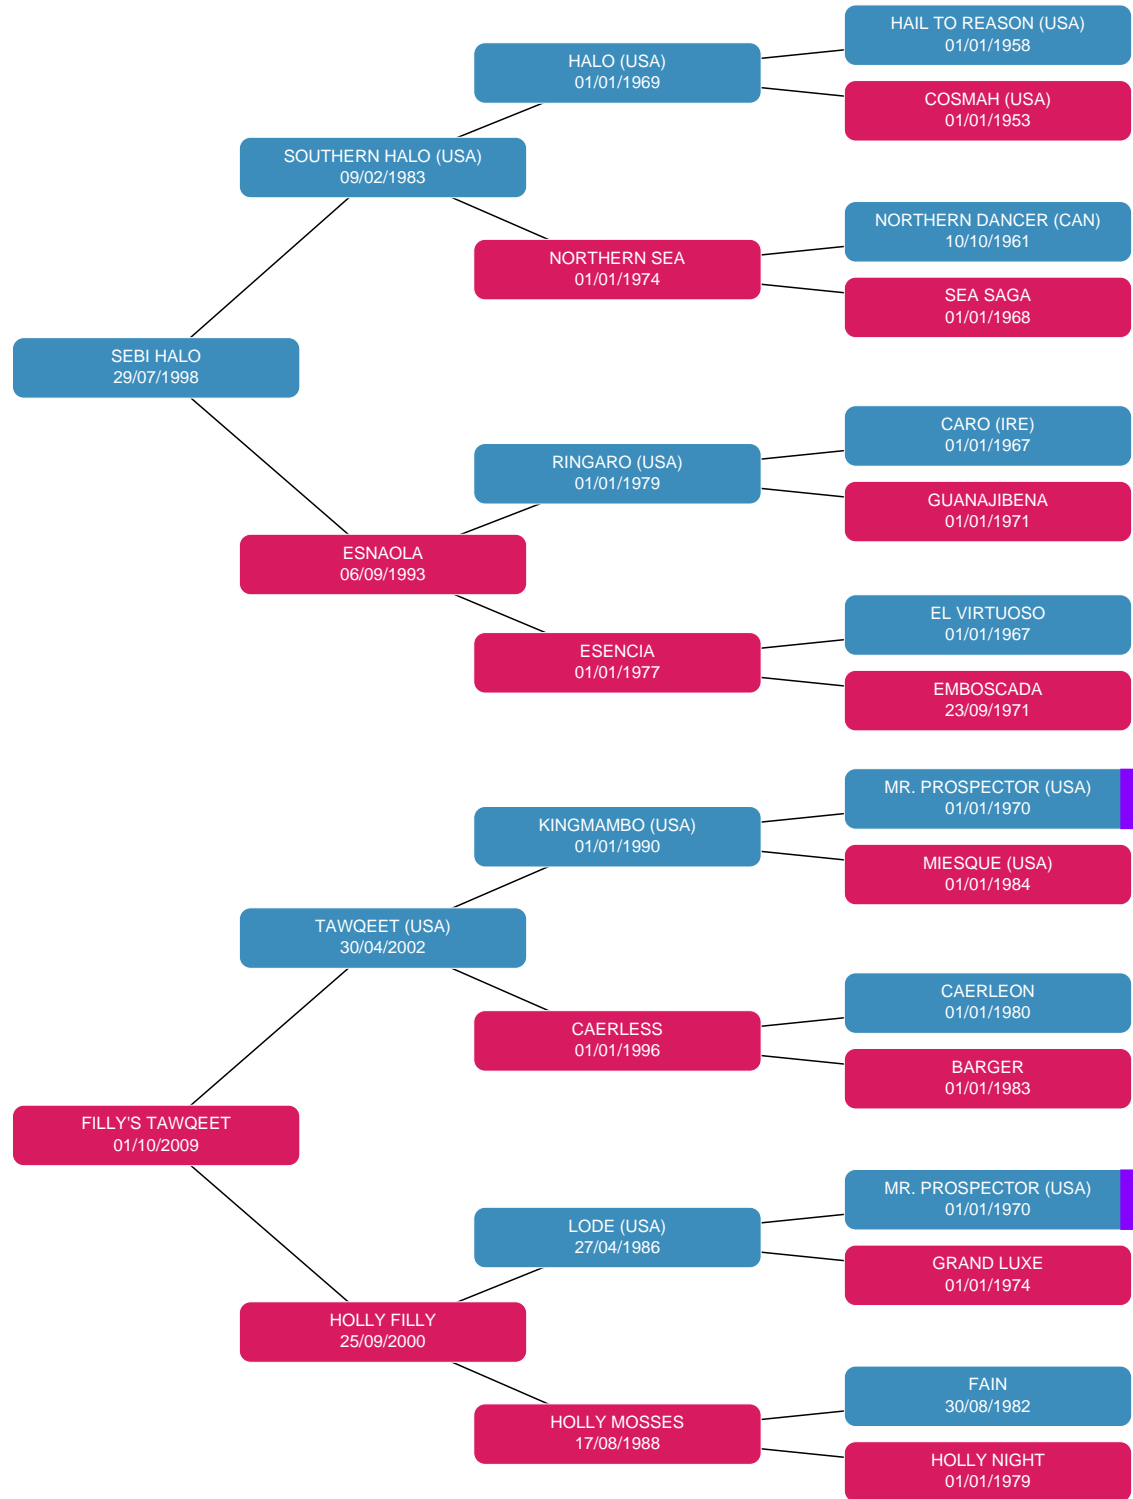 HAIL TO REASON (USA)
01/01/1958
HALO (USA)
01/01/1969
COSMAH (USA)
01/01/1953
SOUTHERN HALO (USA)
09/02/1983
NORTHERN DANCER (CAN)
10/10/1961
NORTHERN SEA
01/01/1974
SEA SAGA
01/01/1968
SEBI HALO
29/07/1998
CARO (IRE)
01/01/1967
RINGARO (USA)
01/01/1979
GUANAJIBENA
01/01/1971
ESNAOLA
06/09/1993
EL VIRTUOSO
01/01/1967
ESENCIA
01/01/1977
EMBOSCADA
23/09/1971
MR. PROSPECTOR (USA)
01/01/1970
KINGMAMBO (USA)
01/01/1990
MIESQUE (USA)
01/01/1984
TAWQEET (USA)
30/04/2002
CAERLEON
01/01/1980
CAERLESS
01/01/1996
BARGER
01/01/1983
FILLY'S TAWQEET
01/10/2009
MR. PROSPECTOR (USA)
01/01/1970
LODE (USA)
27/04/1986
GRAND LUXE
01/01/1974
HOLLY FILLY
25/09/2000
FAIN
30/08/1982
HOLLY MOSSES
17/08/1988
HOLLY NIGHT
01/01/1979